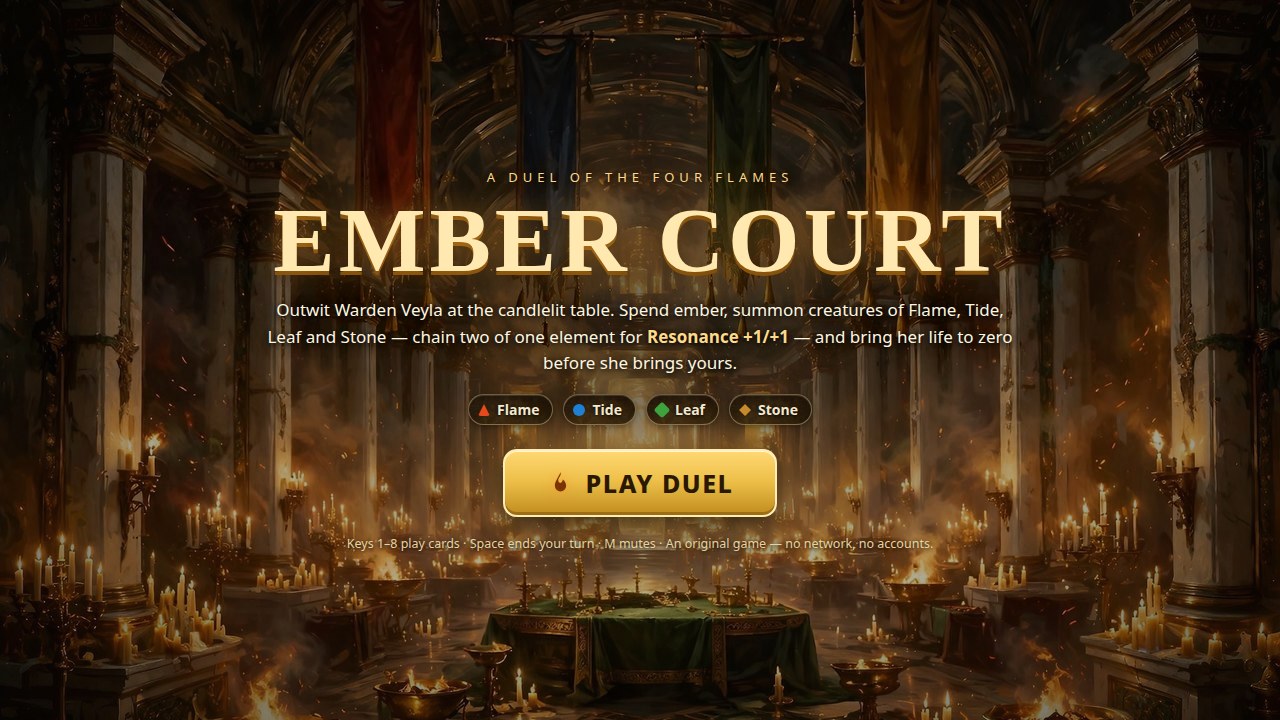 A DUEL OF THE FOUR FLAMES
EMBER COURT
Outwit Warden Veyla at the candlelit table. Spend ember, summon creatures of Flame, Tide,
Leaf and Stone — chain two of one element for Resonance +1/+1 — and bring her life to zero
before she brings yours.
Flame Tide Leaf Stone
PLAY DUEL
Keys 1–8 play cards · Space ends your turn · M mutes · An original game — no network, no accounts.